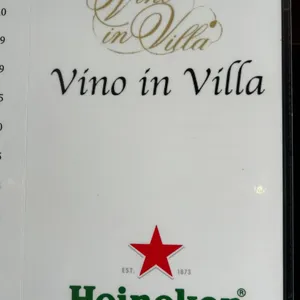 Vino
in Villa
Vino in Villa
EST. 1873
Heineken®